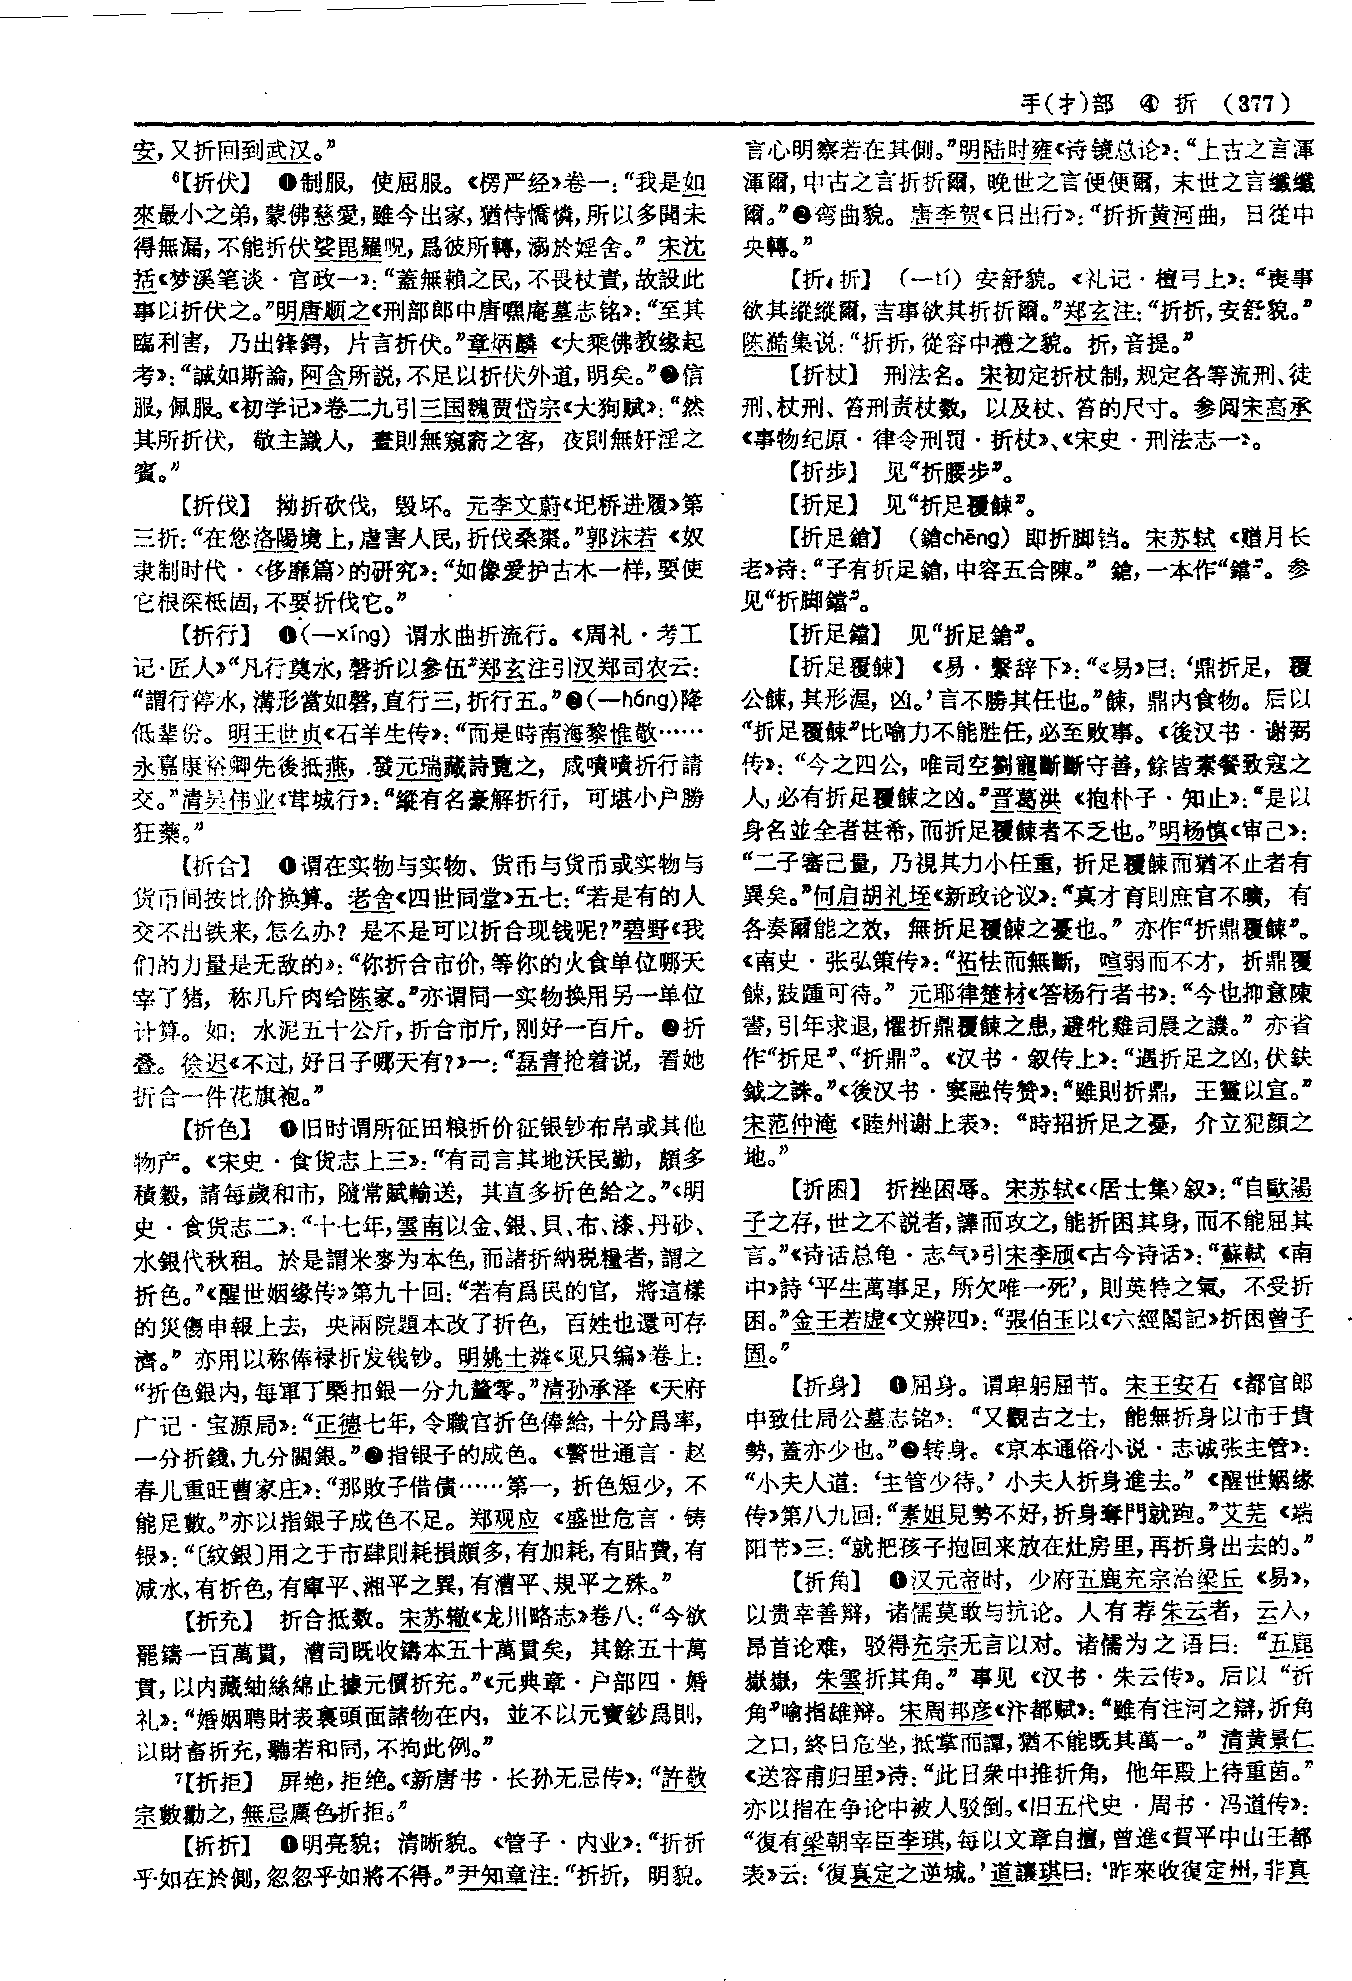 手(扌)部 ④ 折 (377)
安，又折回到武汉。”
⁶【折伏】 ❶制服，使屈服。《楞严经》卷一：“我是如
來最小之弟，蒙佛慈愛，雖今出家，猶恃憍憐，所以多聞未
得無漏，不能折伏娑毘羅呪，爲彼所轉，溺於婬舍。” 宋沈
括《梦溪笔谈·官政一》：“蓋無賴之民，不畏杖責，故設此
事以折伏之。”明唐顺之《刑部郎中唐嘿庵墓志铭》：“至其
臨利害，乃出鋒鍔，片言折伏。”章炳麟《大乘佛教缘起
考》：“誠如斯論，阿含所説，不足以折伏外道，明矣。”❷信
服，佩服。《初学记》卷二九引三国魏贾岱宗《大狗赋》：“然
其所折伏，敬主識人，晝則無窺窬之客，夜則無奸淫之
賓。”
【折伐】 拗折砍伐，毁坏。元李文蔚《圯桥进履》第
三折：“在您洛陽境上，虐害人民，折伐桑棗。”郭沫若《奴
隶制时代·〈侈靡篇〉的研究》：“如像爱护古木一样，要使
它根深柢固，不要折伐它。”
【折行】 ❶(—xíng) 谓水曲折流行。《周礼·考工
记·匠人》“凡行奠水，磬折以參伍”郑玄注引汉郑司农云：
“謂行停水，溝形當如磬，直行三，折行五。”❷(—háng)降
低辈份。明王世贞《石羊生传》：“而是時南海黎惟敬……
永嘉康裕卿先後抵燕，發元瑞藏詩覽之，咸嘖嘖折行請
交。”清吴伟业《茸城行》：“縱有名豪解折行，可堪小户勝
狂藥。”
【折合】 ❶谓在实物与实物、货币与货币或实物与
货币间按比价换算。老舍《四世同堂》五七：“若是有的人
交不出铁来，怎么办？是不是可以折合现钱呢？”碧野《我
们的力量是无敌的》：“你折合市价，等你的火食单位哪天
宰了猪，称几斤肉给陈家。”亦谓同一实物换用另一单位
计算。如：水泥五十公斤，折合市斤，刚好一百斤。❷折
叠。徐迟《不过，好日子哪天有？》一：“磊青抢着说，看她
折合一件花旗袍。”
【折色】 ❶旧时谓所征田粮折价征银钞布帛或其他
物产。《宋史·食货志上三》：“有司言其地沃民勤，頗多
積穀，請每歲和市，隨常賦輸送，其直多折色給之。”《明
史·食货志二》：“十七年，雲南以金、銀、貝、布、漆、丹砂、
水銀代秋租。於是謂米麥为本色，而諸折納税糧者，謂之
折色。”《醒世姻缘传》第九十回：“若有爲民的官，將這樣
的災傷申報上去，央兩院題本改了折色，百姓也還可存
濟。”亦用以称俸禄折发钱钞。明姚士粦《见只编》卷上：
“折色銀内，每軍丁槩扣銀一分九釐零。”清孙承泽《天府
广记·宝源局》：“正德七年，令職官折色俸給，十分爲率，
一分折錢，九分關銀。”❷指银子的成色。《警世通言·赵
春儿重旺曹家庄》：“那敗子借債……第一，折色短少，不
能足數。”亦以指銀子成色不足。郑观应《盛世危言·铸
银》：“〔紋銀〕用之于市肆則耗損頗多，有加耗，有貼費，有
减水，有折色，有庫平、湘平之異，有漕平、規平之殊。”
【折充】 折合抵数。宋苏辙《龙川略志》卷八：“今欲
罷鑄一百萬貫，漕司既收鑄本五十萬貫矣，其餘五十萬
貫，以内藏紬絲綿止據元價折充。”《元典章·户部四·婚
礼》：“婚姻聘財表裏頭面諸物在内，並不以元寶鈔爲則，
以財畜折充，聽若和同，不拘此例。”
⁷【折拒】 屏绝，拒绝。《新唐书·长孙无忌传》：“許敬
宗數勸之，無忌厲色折拒。”
【折折】 ❶明亮貌；清晰貌。《管子·内业》：“折折
乎如在於側，忽忽乎如將不得。”尹知章注：“折折，明貌。
言心明察若在其側。”明陆时雍《诗镜总论》：“上古之言渾
渾爾，中古之言折折爾，晚世之言便便爾，末世之言纖纖
爾。”❷弯曲貌。唐李贺《日出行》：“折折黄河曲，日從中
央轉。”
【折₄折】 (—tí) 安舒貌。《礼记·檀弓上》：“喪事
欲其縱縱爾，吉事欲其折折爾。”郑玄注：“折折，安舒貌。”
陈澔集说：“折折，從容中禮之貌。折，音提。”
【折杖】 刑法名。宋初定折杖制，规定各等流刑、徒
刑、杖刑、笞刑责杖数，以及杖、笞的尺寸。参阅宋高承
《事物纪原·律令刑罚·折杖》、《宋史·刑法志一》。
【折步】 见“折腰步”。
【折足】 见“折足覆餗”。
【折足鎗】 (鎗chēng) 即折脚铛。宋苏轼《赠月长
老》诗：“子有折足鎗，中容五合陳。” 鎗，一本作“鐺”。参
见“折脚鐺”。
【折足鐺】 见“折足鎗”。
【折足覆餗】 《易·繫辞下》：“《易》曰：‘鼎折足，覆
公餗，其形渥，凶。’言不勝其任也。”餗，鼎内食物。后以
“折足覆餗”比喻力不能胜任，必至败事。《後汉书·谢弼
传》：“今之四公，唯司空劉寵斷斷守善，餘皆素餐致寇之
人，必有折足覆餗之凶。”晋葛洪《抱朴子·知止》：“是以
身名並全者甚希，而折足覆餗者不乏也。”明杨慎《审己》：
“二子審己量，乃視其力小任重，折足覆餗而猶不止者有
異矣。”何启胡礼垤《新政论议》：“真才育則庶官不曠，有
各奏爾能之效，無折足覆餗之憂也。” 亦作“折鼎覆餗”。
《南史·张弘策传》：“祏怯而無斷，暄弱而不才，折鼎覆
餗，跂踵可待。” 元耶律楚材《答杨行者书》：“今也抑意陳
書，引年求退，懼折鼎覆餗之患，避牝雞司晨之譏。” 亦省
作“折足”、“折鼎”。《汉书·叙传上》：“遇折足之凶，伏鈇
鉞之誅。”《後汉书·窦融传赞》：“雖則折鼎，王靈以宣。”
宋范仲淹《睦州谢上表》：“時招折足之憂，介立犯顔之
地。”
【折困】 折挫困辱。宋苏轼《〈居士集〉叙》：“自歐陽
子之存，世之不説者，譁而攻之，能折困其身，而不能屈其
言。”《诗话总龟·志气》引宋李颀《古今诗话》：“蘇軾《南
中》詩‘平生萬事足，所欠唯一死’，則英特之氣，不受折
困。”金王若虚《文辨四》：“張伯玉以《六經閣記》折困曾子
固。”
【折身】 ❶屈身。谓卑躬屈节。宋王安石《都官郎
中致仕局公墓志铭》：“又觀古之士，能無折身以市于貴
勢，蓋亦少也。”❷转身。《京本通俗小说·志诚张主管》：
“小夫人道：‘主管少待。’小夫人折身進去。”《醒世姻缘
传》第八九回：“素姐見勢不好，折身奪門就跑。”艾芜《端
阳节》三：“就把孩子抱回来放在灶房里，再折身出去的。”
【折角】 ❶汉元帝时，少府五鹿充宗治梁丘《易》，
以贵幸善辩，诸儒莫敢与抗论。人有荐朱云者，云入，
昂首论难，驳得充宗无言以对。诸儒为之语曰：“五鹿
嶽嶽，朱雲折其角。”事见《汉书·朱云传》。后以“折
角”喻指雄辩。宋周邦彦《汴都赋》：“雖有注河之辯，折角
之口，終日危坐，抵掌而譚，猶不能既其萬一。” 清黄景仁
《送容甫归里》诗：“此日衆中推折角，他年殿上待重茵。”
亦以指在争论中被人驳倒。《旧五代史·周书·冯道传》：
“復有梁朝宰臣李琪，每以文章自擅，曾進《賀平中山王都
表》云：‘復真定之逆城。’道讓琪曰：‘昨來收復定州，非真